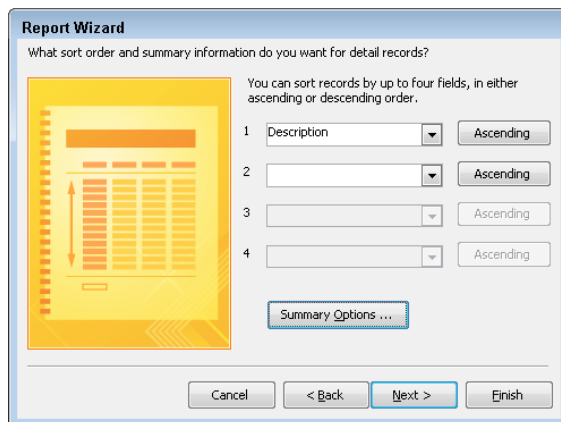 Report Wizard
What sort order and summary information do you want for detail records?
You can sort records by up to four fields, in either
ascending or descending order.
1 Description Ascending
2 Ascending
3 Ascending
4 Ascending
Summary Options ...
Cancel < Back Next > Finish